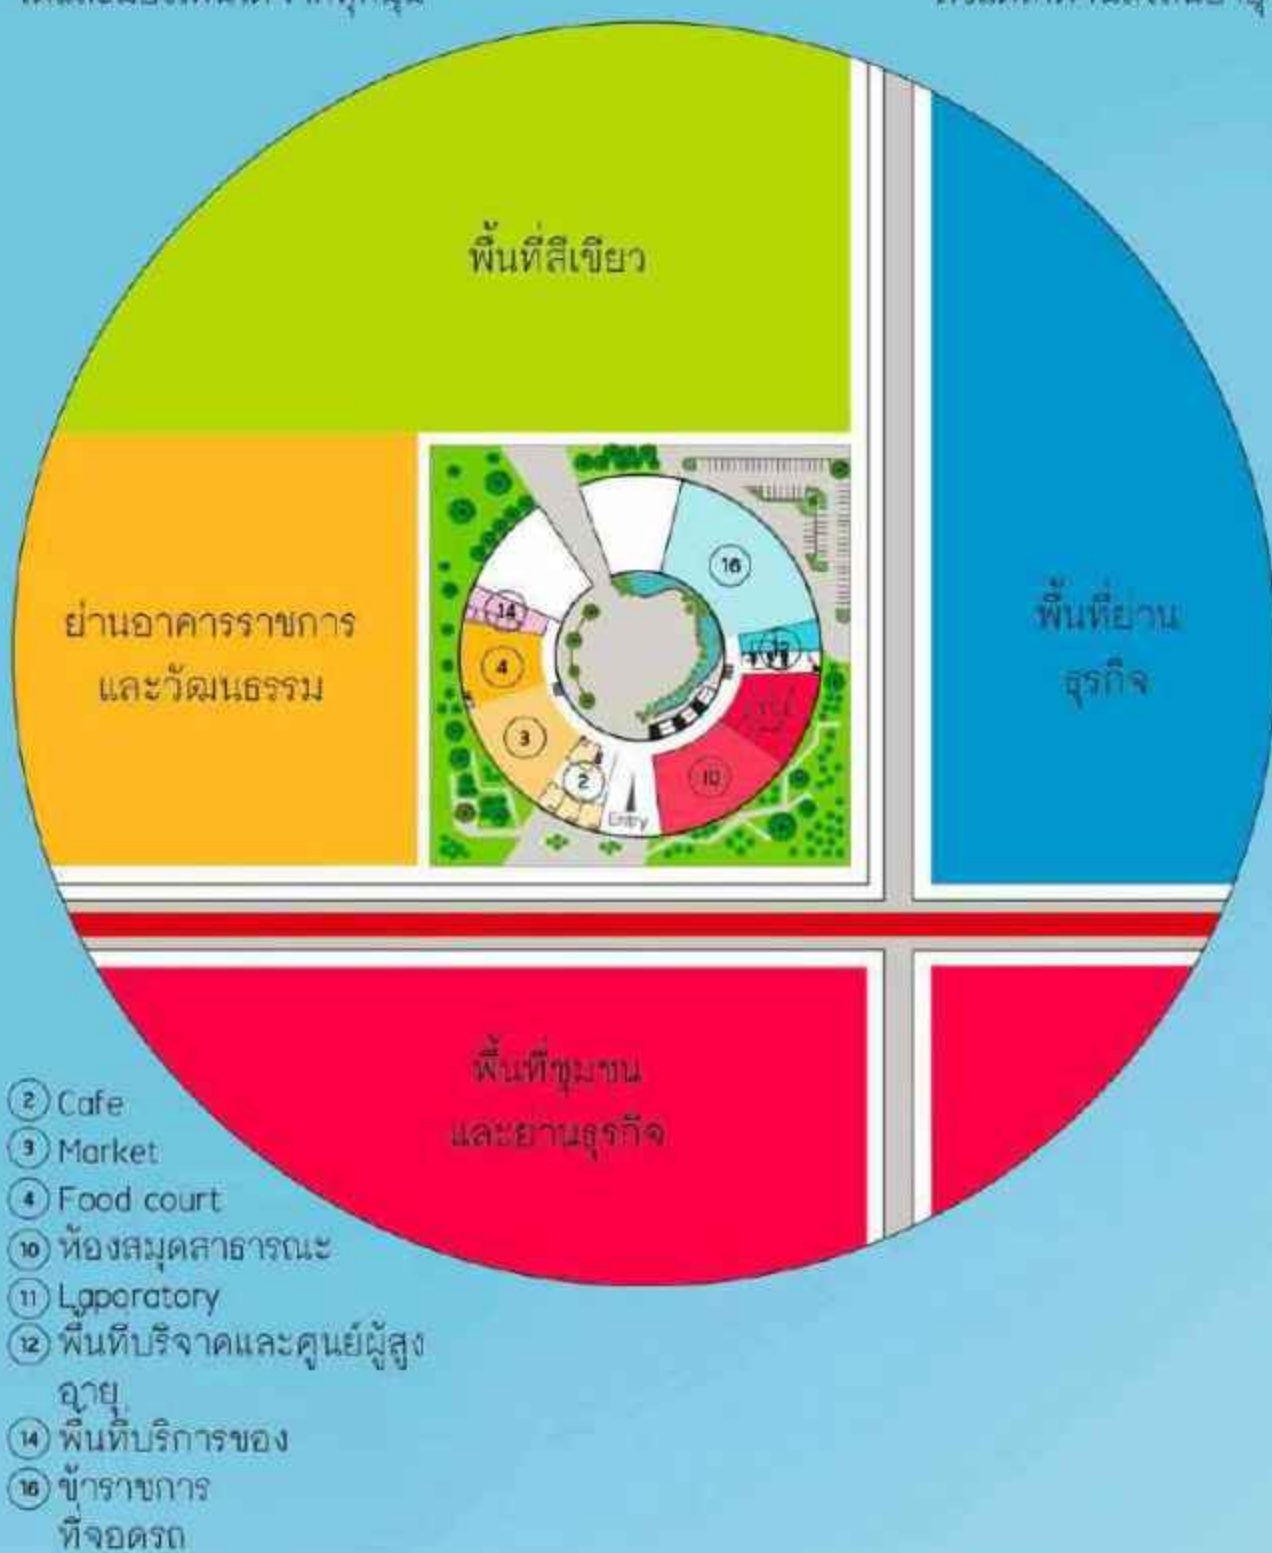 พื้นที่สีเขียว
ย่านอาคารราชการ
และวัฒนธรรม
พื้นที่ย่าน
ธุรกิจ
16
14
4
3
2
10
Entry
พื้นที่ชุมชน
และย่านธุรกิจ
2 Cafe
3 Market
4 Food court
10 ห้องสมุดสาธารณะ
11 Laporatory
12 พื้นที่บริจาคและศูนย์ผู้สูง
อายุ
14 พื้นที่บริการของ
16 ข้าราชการ
ที่จอดรถ